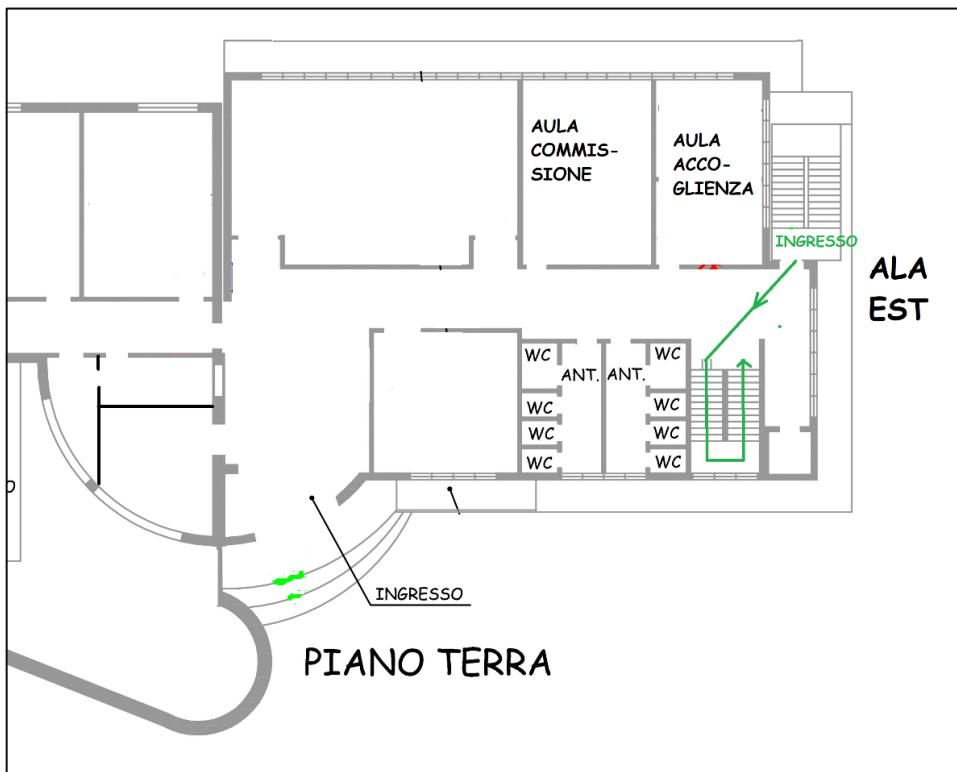 AULA
COMMIS-
SIONE
AULA
ACCO-
GLIENZA
INGRESSO
ALA
EST
WC
ANT.
ANT.
WC
WC
WC
WC
WC
WC
WC
INGRESSO
PIANO TERRA